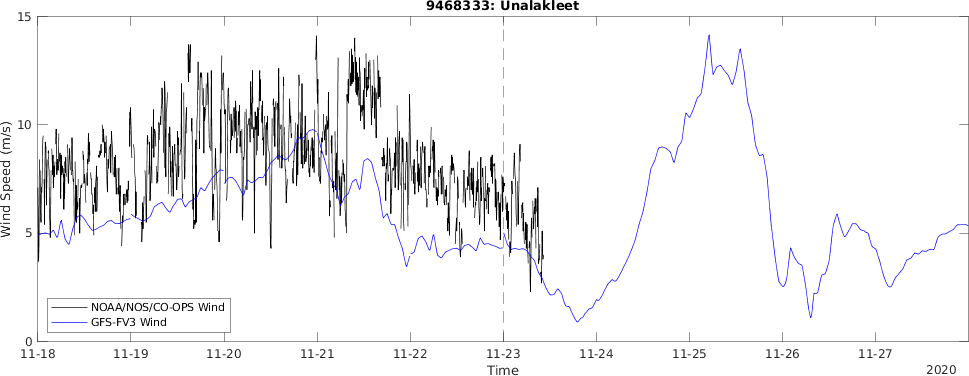 9468333: Unalakleet
15
10
5
0
Wind Speed (m/s)
NOAA/NOS/CO-OPS Wind
GFS-FV3 Wind
11-18 11-19 11-20 11-21 11-22 11-23 11-24 11-25 11-26 11-27
Time
2020